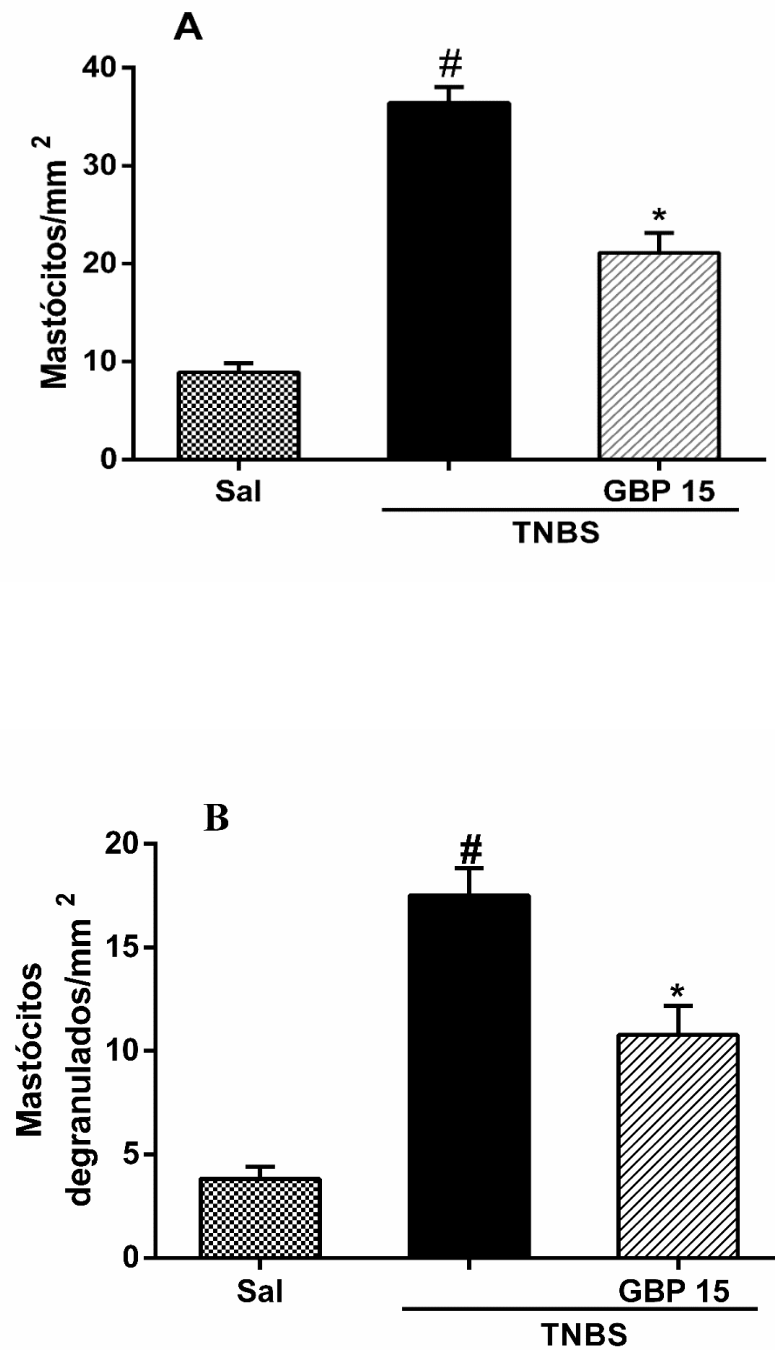 A
Mastócitos/mm 2
40
30
20
10
0
#
*
Sal
GBP 15
TNBS
B
Mastócitos
degranulados/mm 2
20
15
10
5
0
#
*
Sal
GBP 15
TNBS